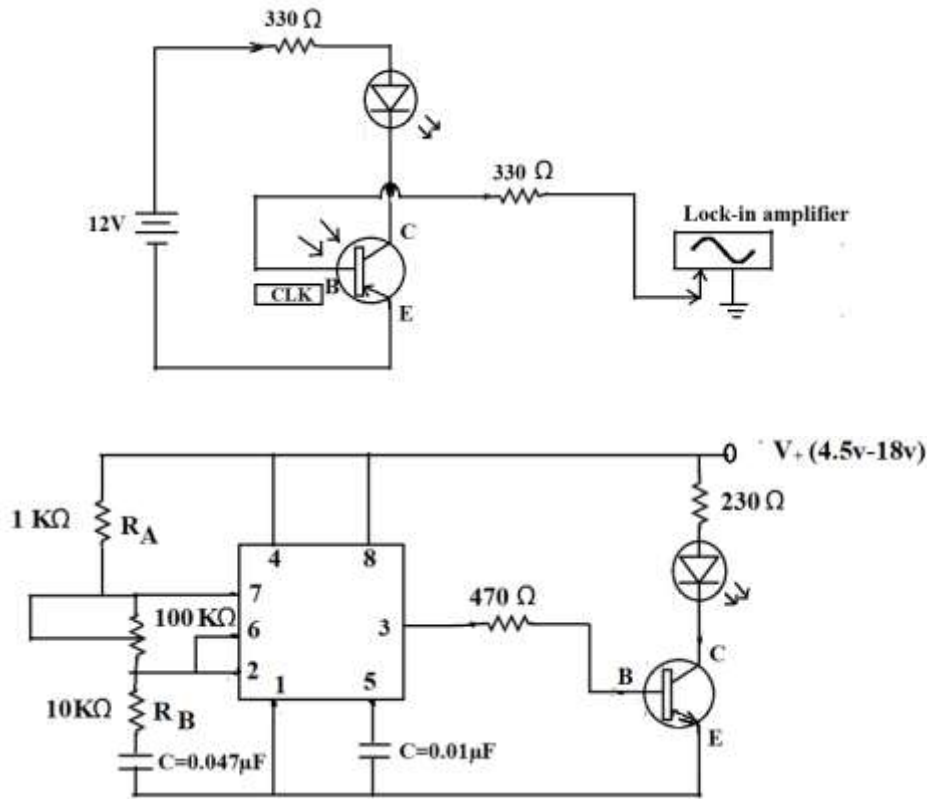 330 Ω
330 Ω
12V
Lock-in amplifier
C
B
CLK
E
V+ (4.5v-18v)
1 KΩ
RA
230 Ω
4
8
7
100 KΩ
6
3
470 Ω
2
1
5
B
C
10KΩ
RB
E
C=0.047µF
C=0.01µF